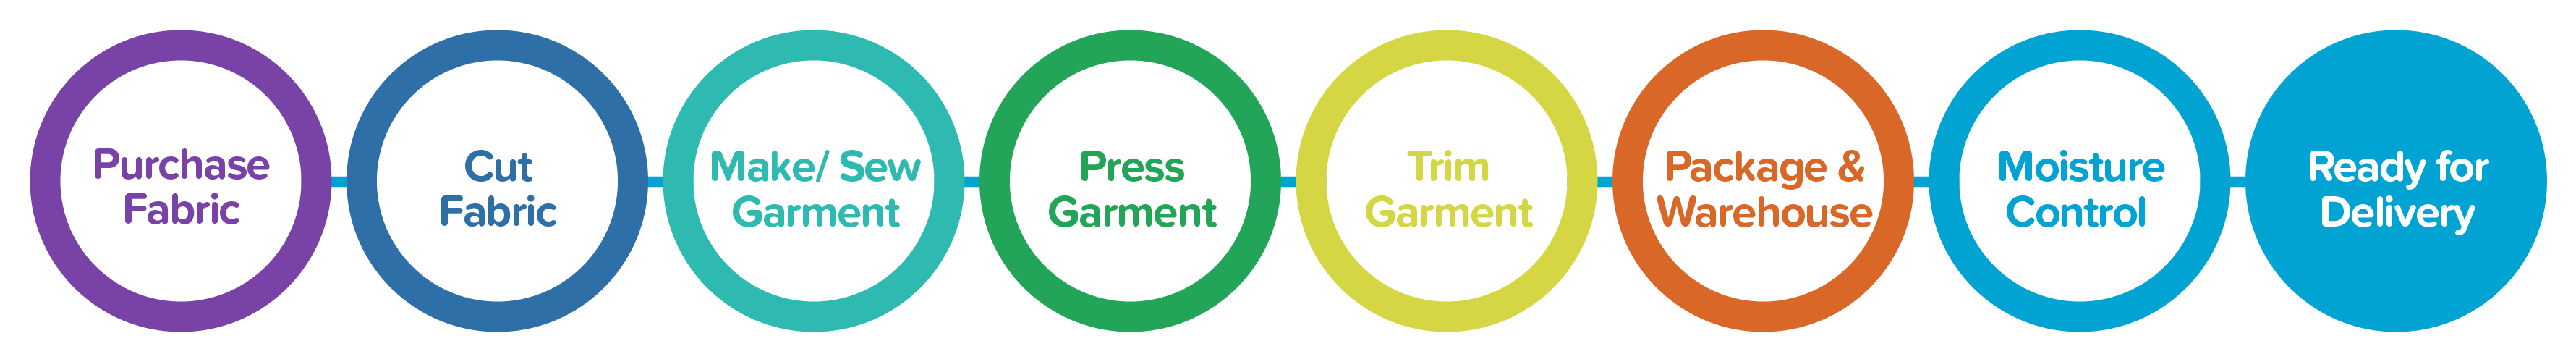 Purchase
Fabric
Cut
Fabric
Make/ Sew
Garment
Press
Garment
Trim
Garment
Package &
Warehouse
Moisture
Control
Ready for
Delivery